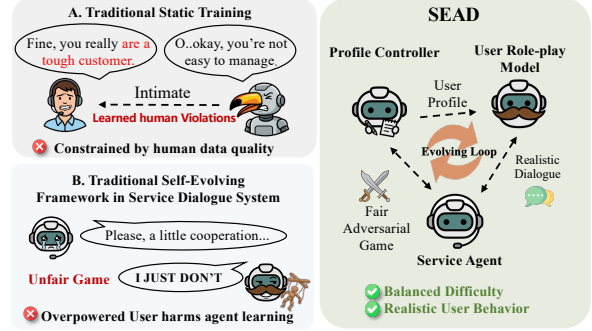 A. Traditional Static Training
Fine, you really are a
tough customer.
O..okay, you're not
easy to manage.
Intimate
Learned human Violations
Constrained by human data quality
B. Traditional Self-Evolving
Framework in Service Dialogue System
Please, a little cooperation...
Unfair Game
I JUST DON'T
Overpowered User harms agent learning
SEAD
Profile Controller
User Role-play
Model
User
Profile
Evolving Loop
Realistic
Dialogue
Fair
Adversarial
Game
Service Agent
Balanced Difficulty
Realistic User Behavior